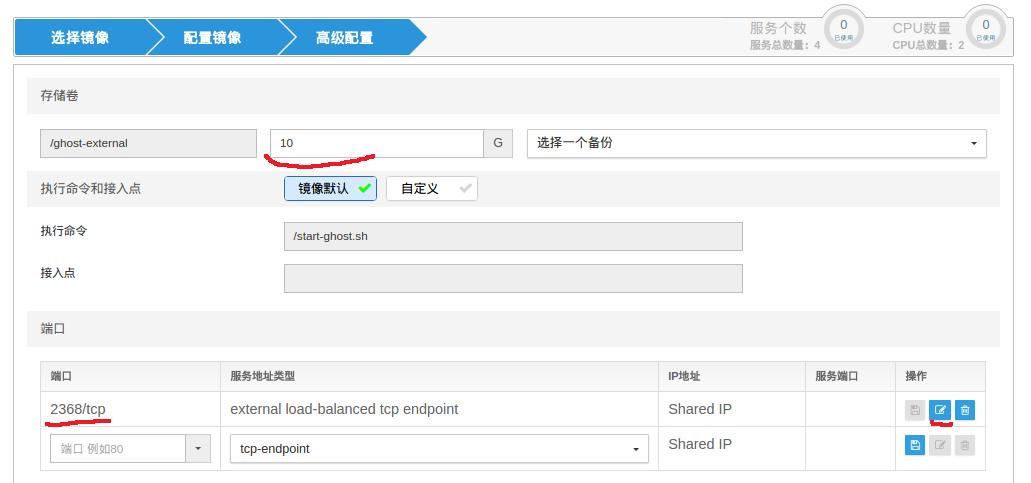 选择镜像 配置镜像 高级配置 服务个数 服务总数量：4 0 已使用 CPU数量 CPU总数量：2 0 已使用
存储卷
/ghost-external 10 G 选择一个备份
执行命令和接入点 镜像默认 自定义
执行命令 /start-ghost.sh
接入点
端口
端口 服务地址类型 IP地址 服务端口 操作
2368/tcp external load-balanced tcp endpoint Shared IP
端口 例如80 tcp-endpoint Shared IP